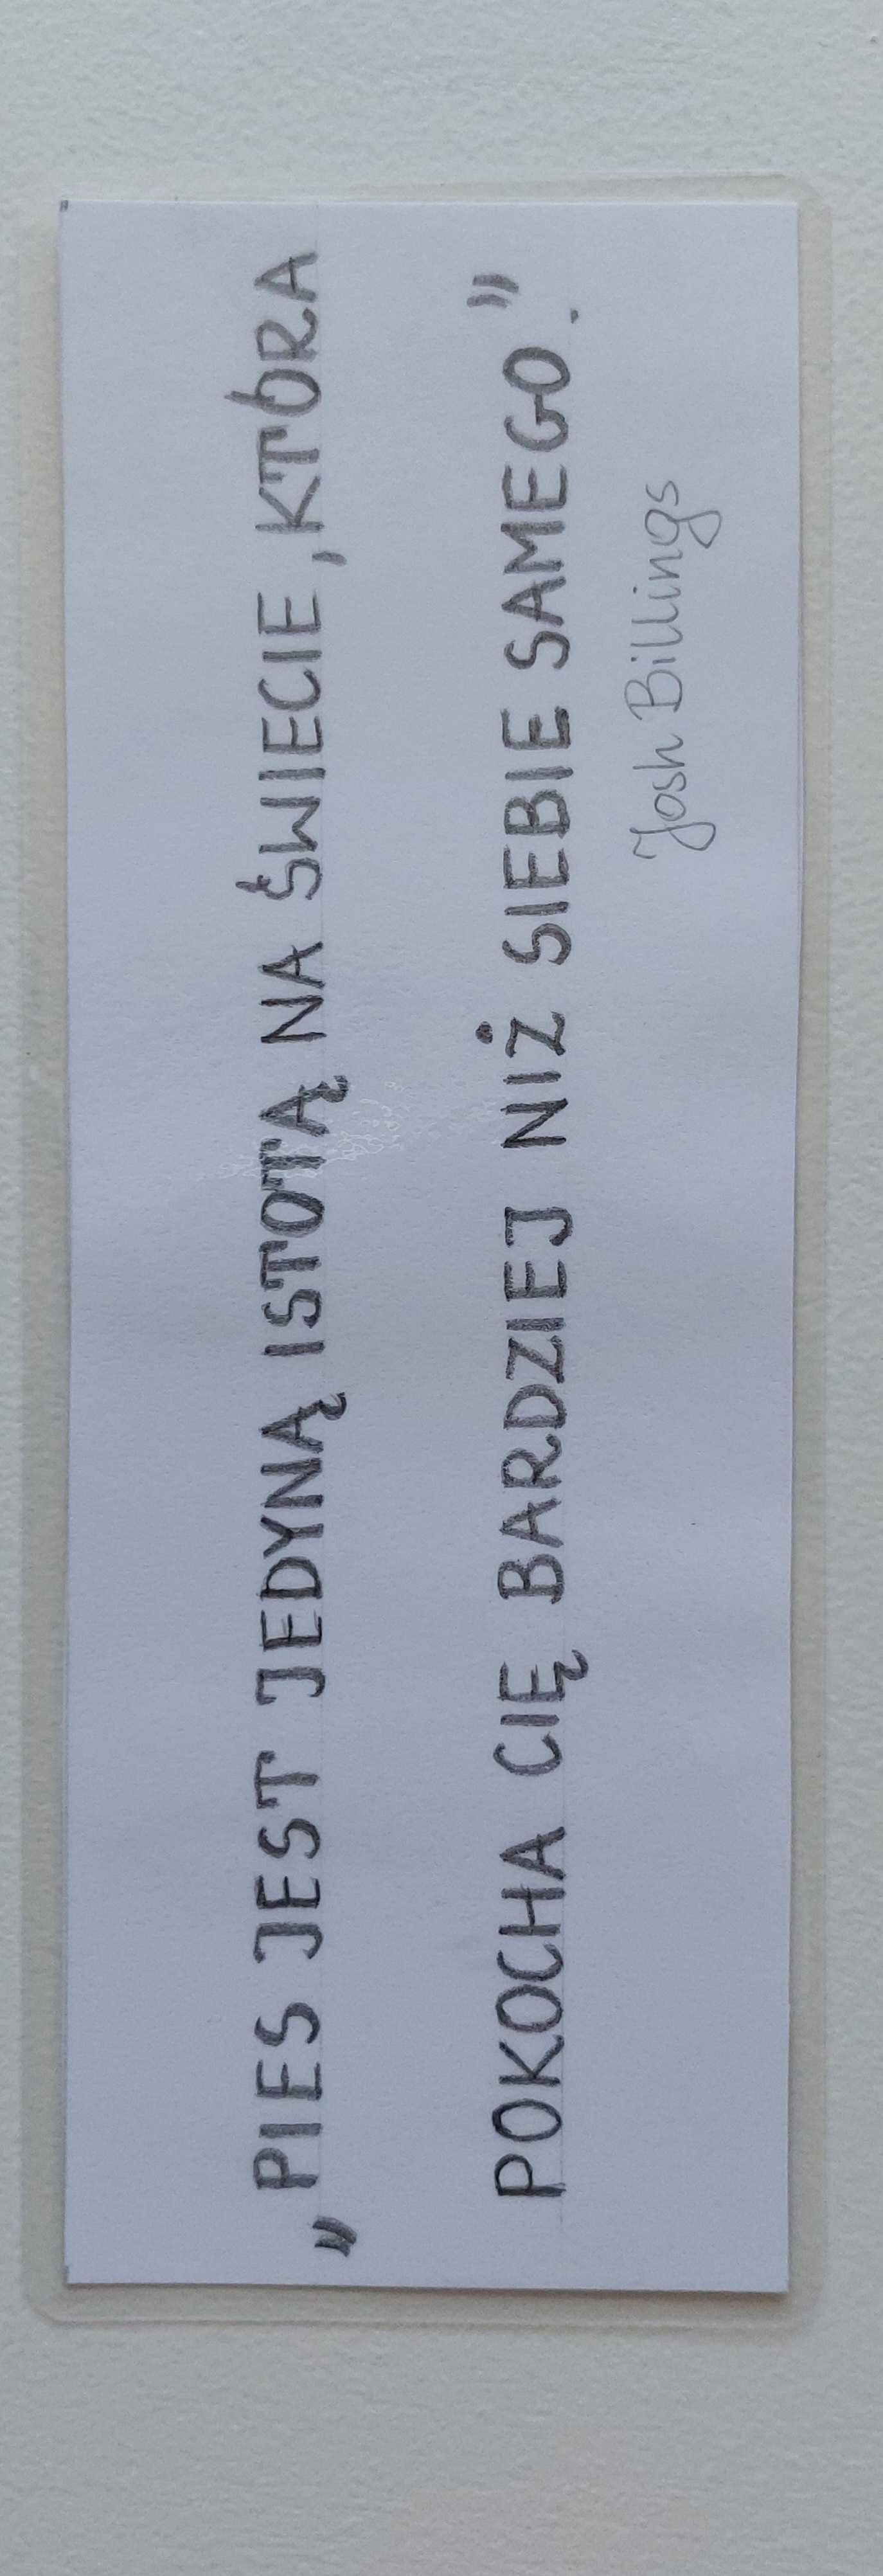 „PIES JEST JEDYNĄ ISTOTĄ NA ŚWIECIE, KTÓRA
POKOCHA CIĘ BARDZIEJ NIŻ SIEBIE SAMEGO.”
Josh Billings